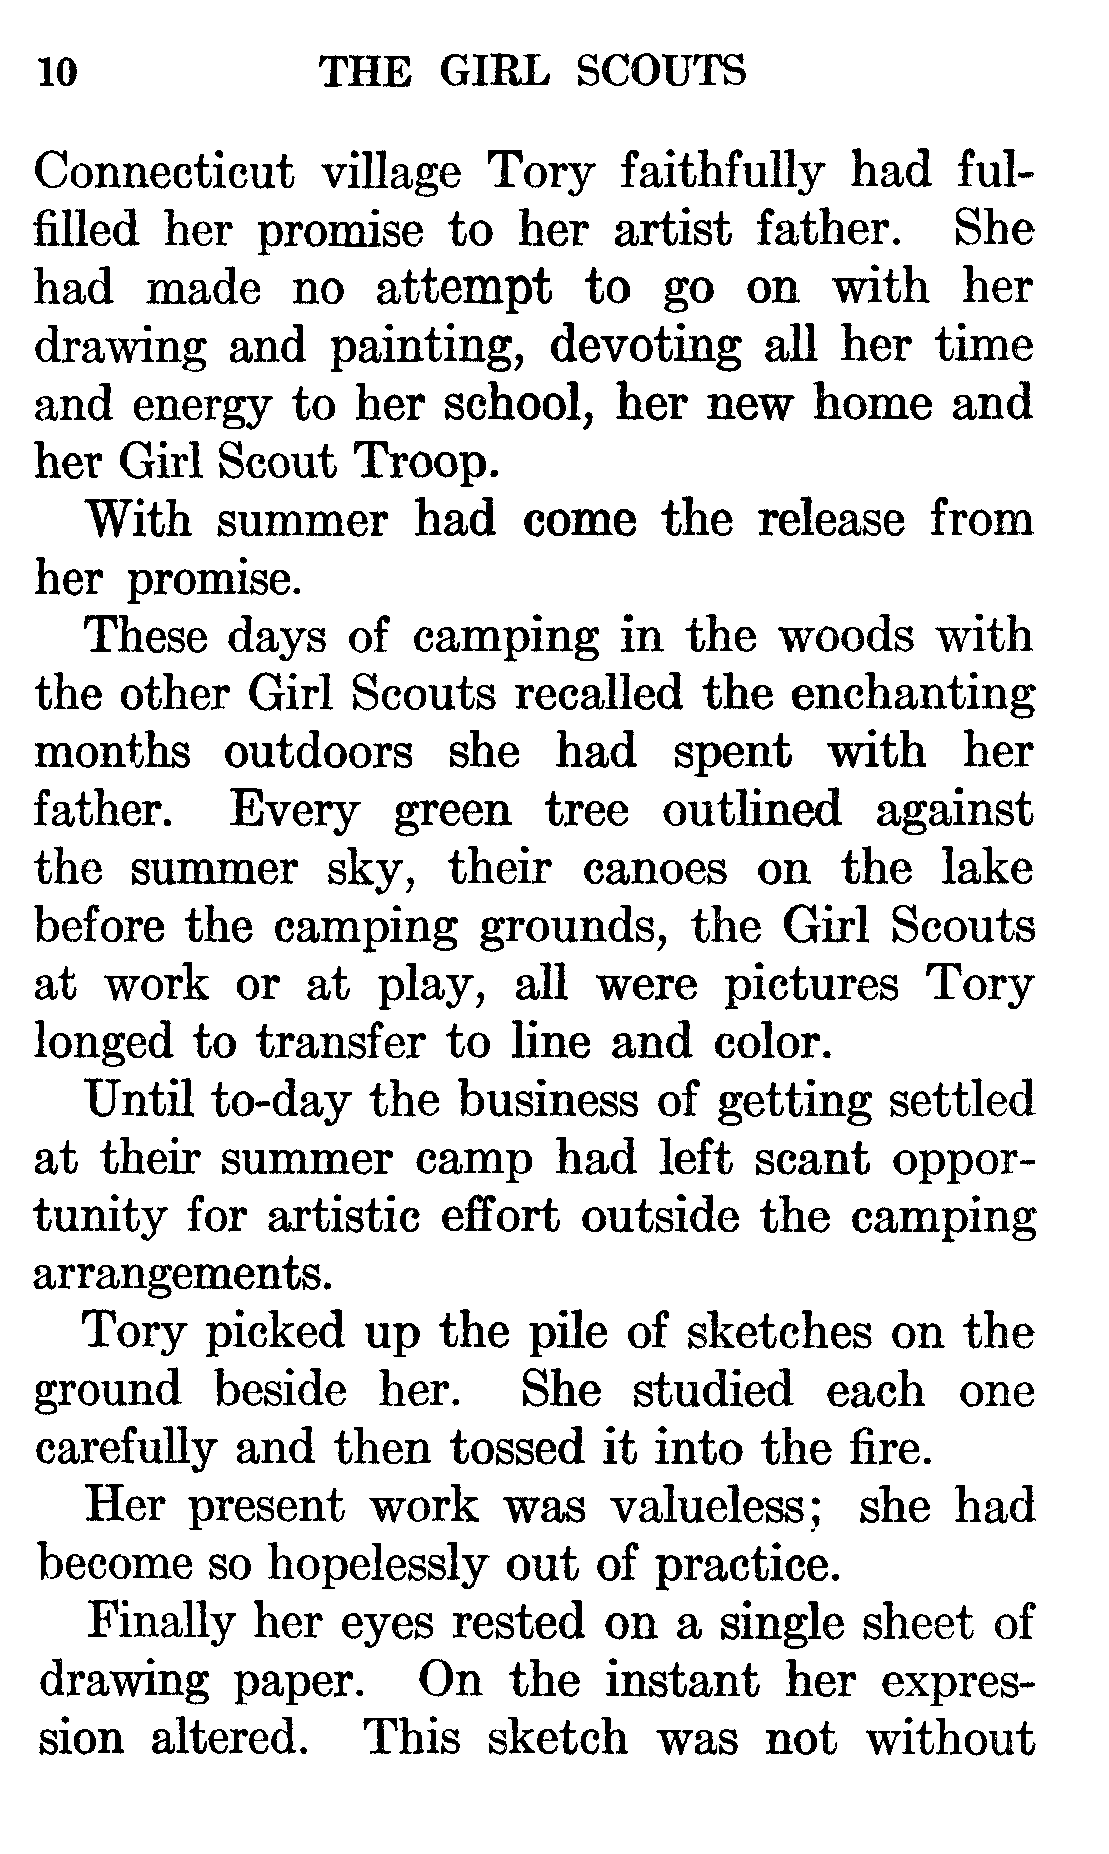 10 THE GIRL SCOUTS
Connecticut village Tory faithfully had ful-
filled her promise to her artist father. She
had made no attempt to go on with her
drawing and painting, devoting all her time
and energy to her school, her new home and
her Girl Scout Troop.
With summer had come the release from
her promise.
These days of camping in the woods with
the other Girl Scouts recalled the enchanting
months outdoors she had spent with her
father. Every green tree outlined against
the summer sky, their canoes on the lake
before the camping grounds, the Girl Scouts
at work or at play, all were pictures Tory
longed to transfer to line and color.
Until to-day the business of getting settled
at their summer camp had left scant oppor-
tunity for artistic effort outside the camping
arrangements.
Tory picked up the pile of sketches on the
ground beside her. She studied each one
carefully and then tossed it into the fire.
Her present work was valueless; she had
become so hopelessly out of practice.
Finally her eyes rested on a single sheet of
drawing paper. On the instant her expres-
sion altered. This sketch was not without